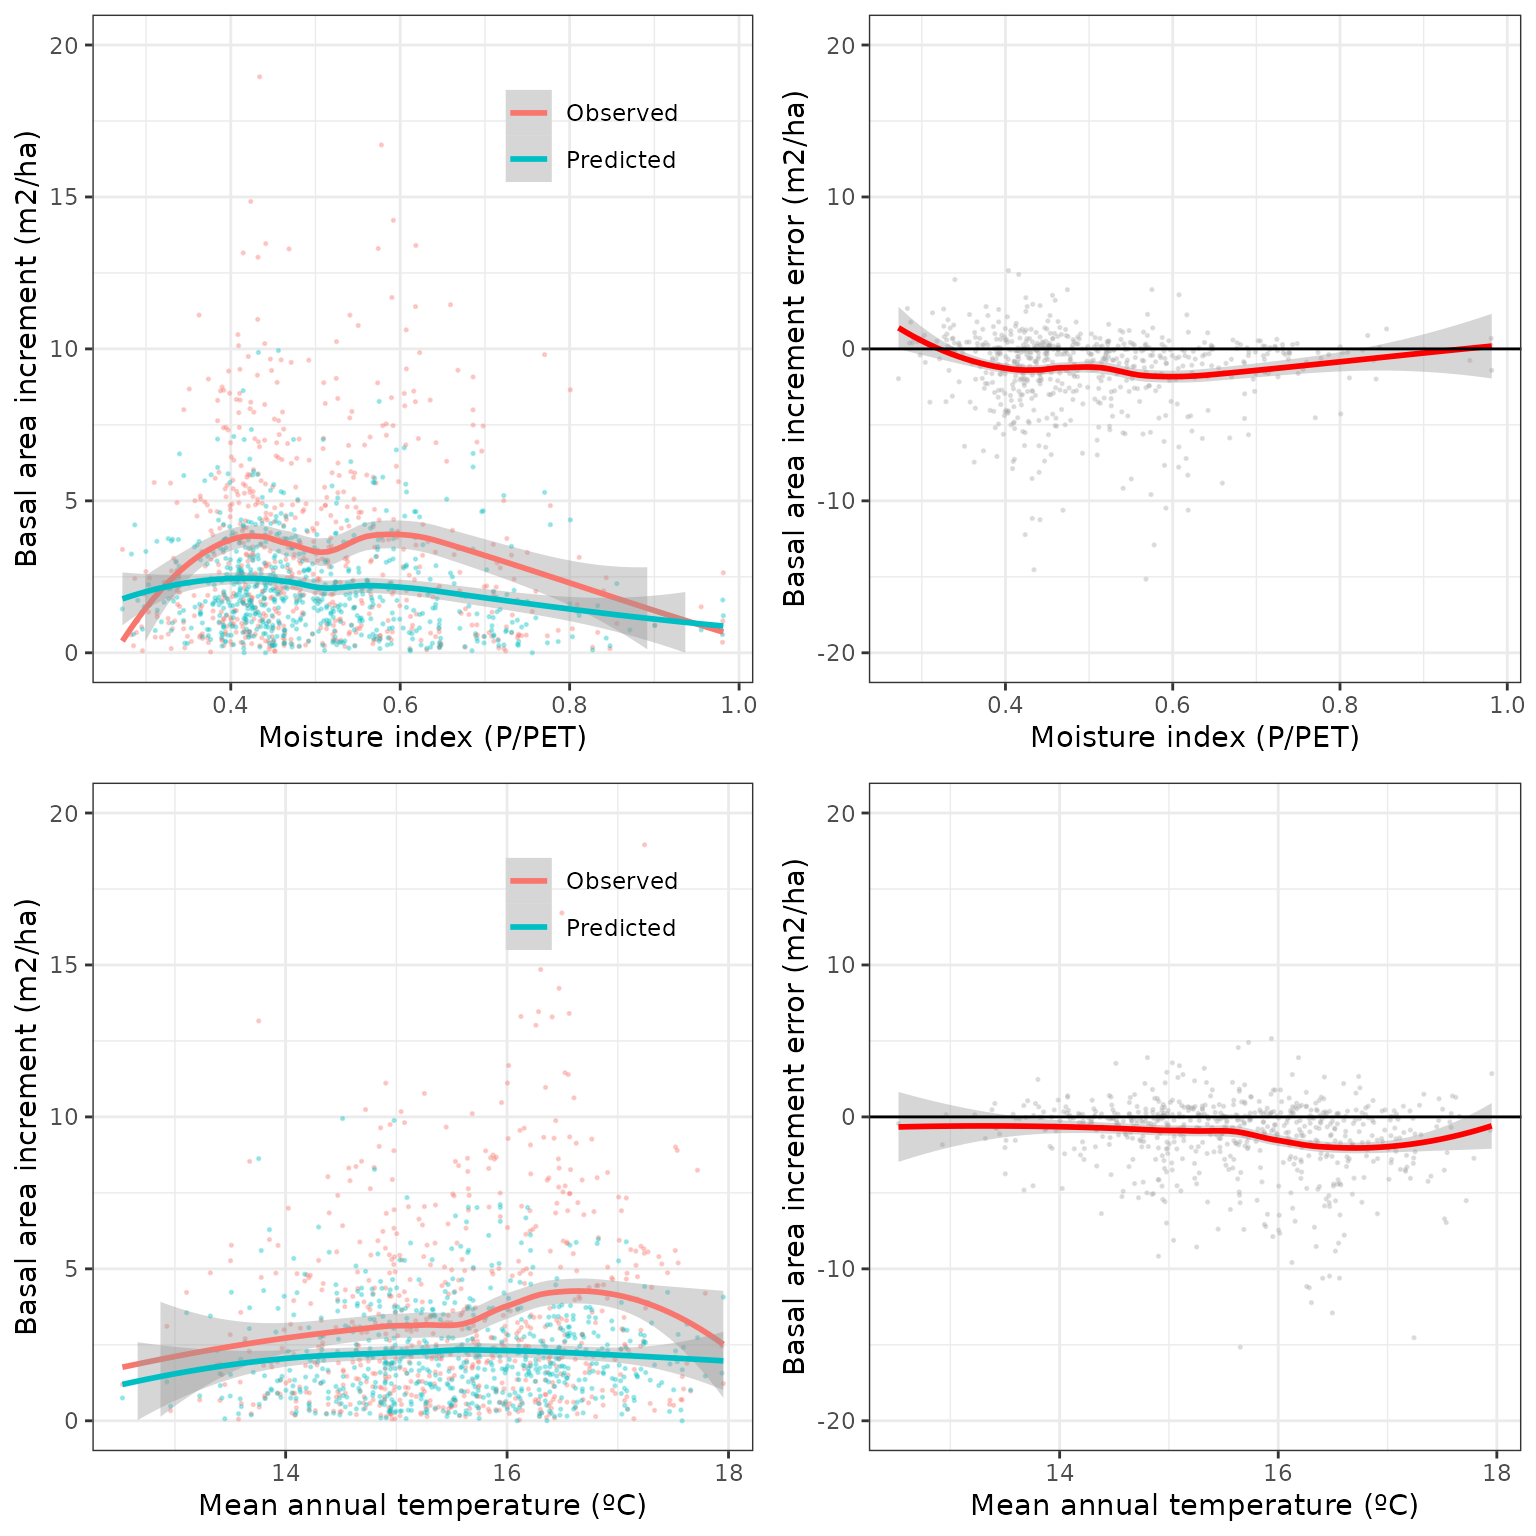 Basal area increment (m2/ha)
20
15
10
5
0
Observed
Predicted
0.4 0.6 0.8 1.0
Moisture index (P/PET)
Basal area increment error (m2/ha)
20
10
0
-10
-20
0.4 0.6 0.8 1.0
Moisture index (P/PET)
Basal area increment (m2/ha)
20
15
10
5
0
Observed
Predicted
14 16 18
Mean annual temperature (ºC)
Basal area increment error (m2/ha)
20
10
0
-10
-20
14 16 18
Mean annual temperature (ºC)